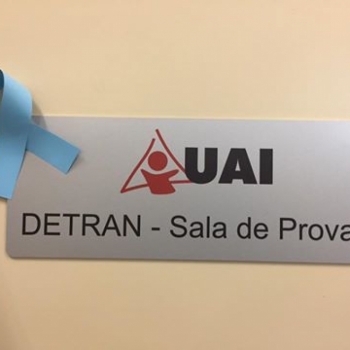 UAI
DETRAN - Sala de Prova